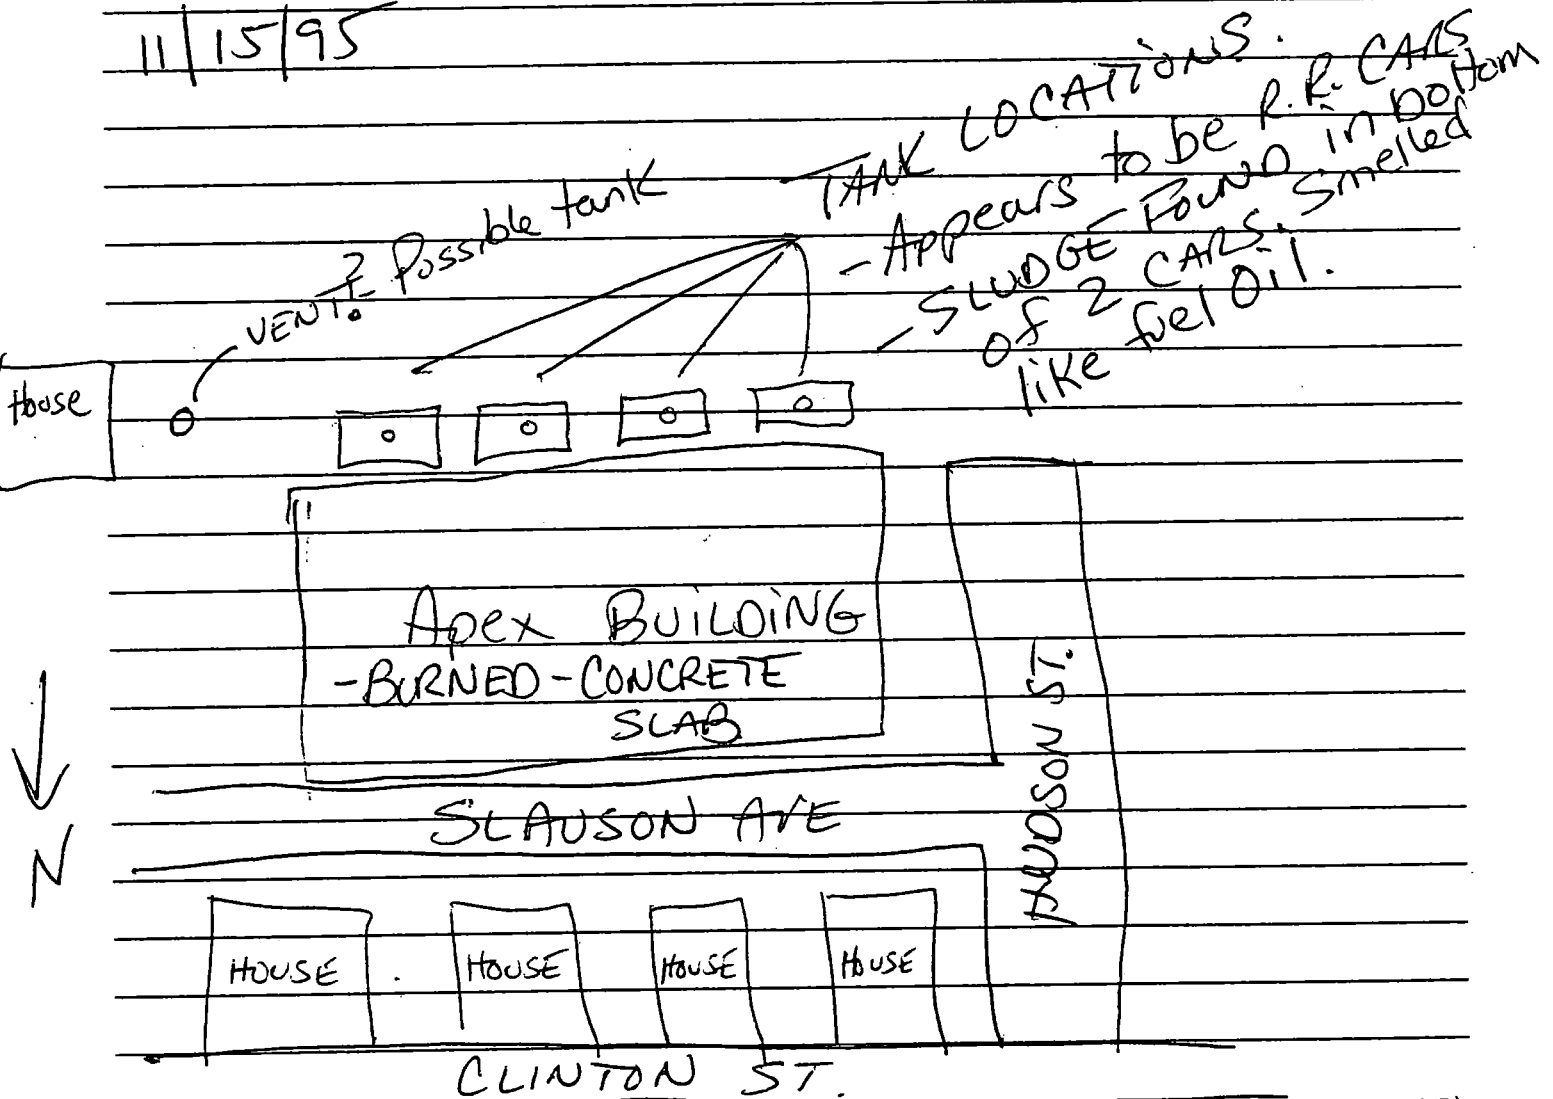 11/15/95
TANK LOCATIONS.
- Appears to be R.R. CARS
- SLUDGE FOUND in bottom
of 2 CARS. Smelled
like fuel oil.
VENT? - Possible tank
House
Apex BUILDING
- BURNED - CONCRETE
SLAB
HUDSON ST.
N
SLAUSON AVE
HOUSE
HOUSE
HOUSE
HOUSE
CLINTON ST.